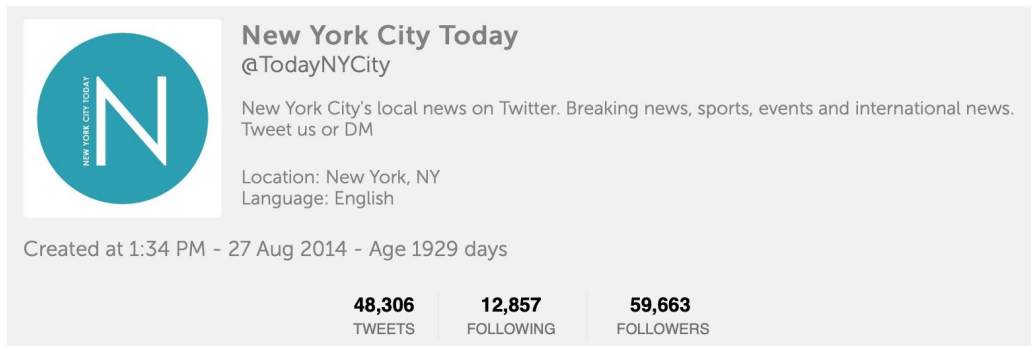 New York City Today
@TodayNYCity
New York City's local news on Twitter. Breaking news, sports, events and international news.
Tweet us or DM
Location: New York, NY
Language: English
NEW YORK CITY TODAY
N
Created at 1:34 PM - 27 Aug 2014 - Age 1929 days
48,306
TWEETS
12,857
FOLLOWING
59,663
FOLLOWERS